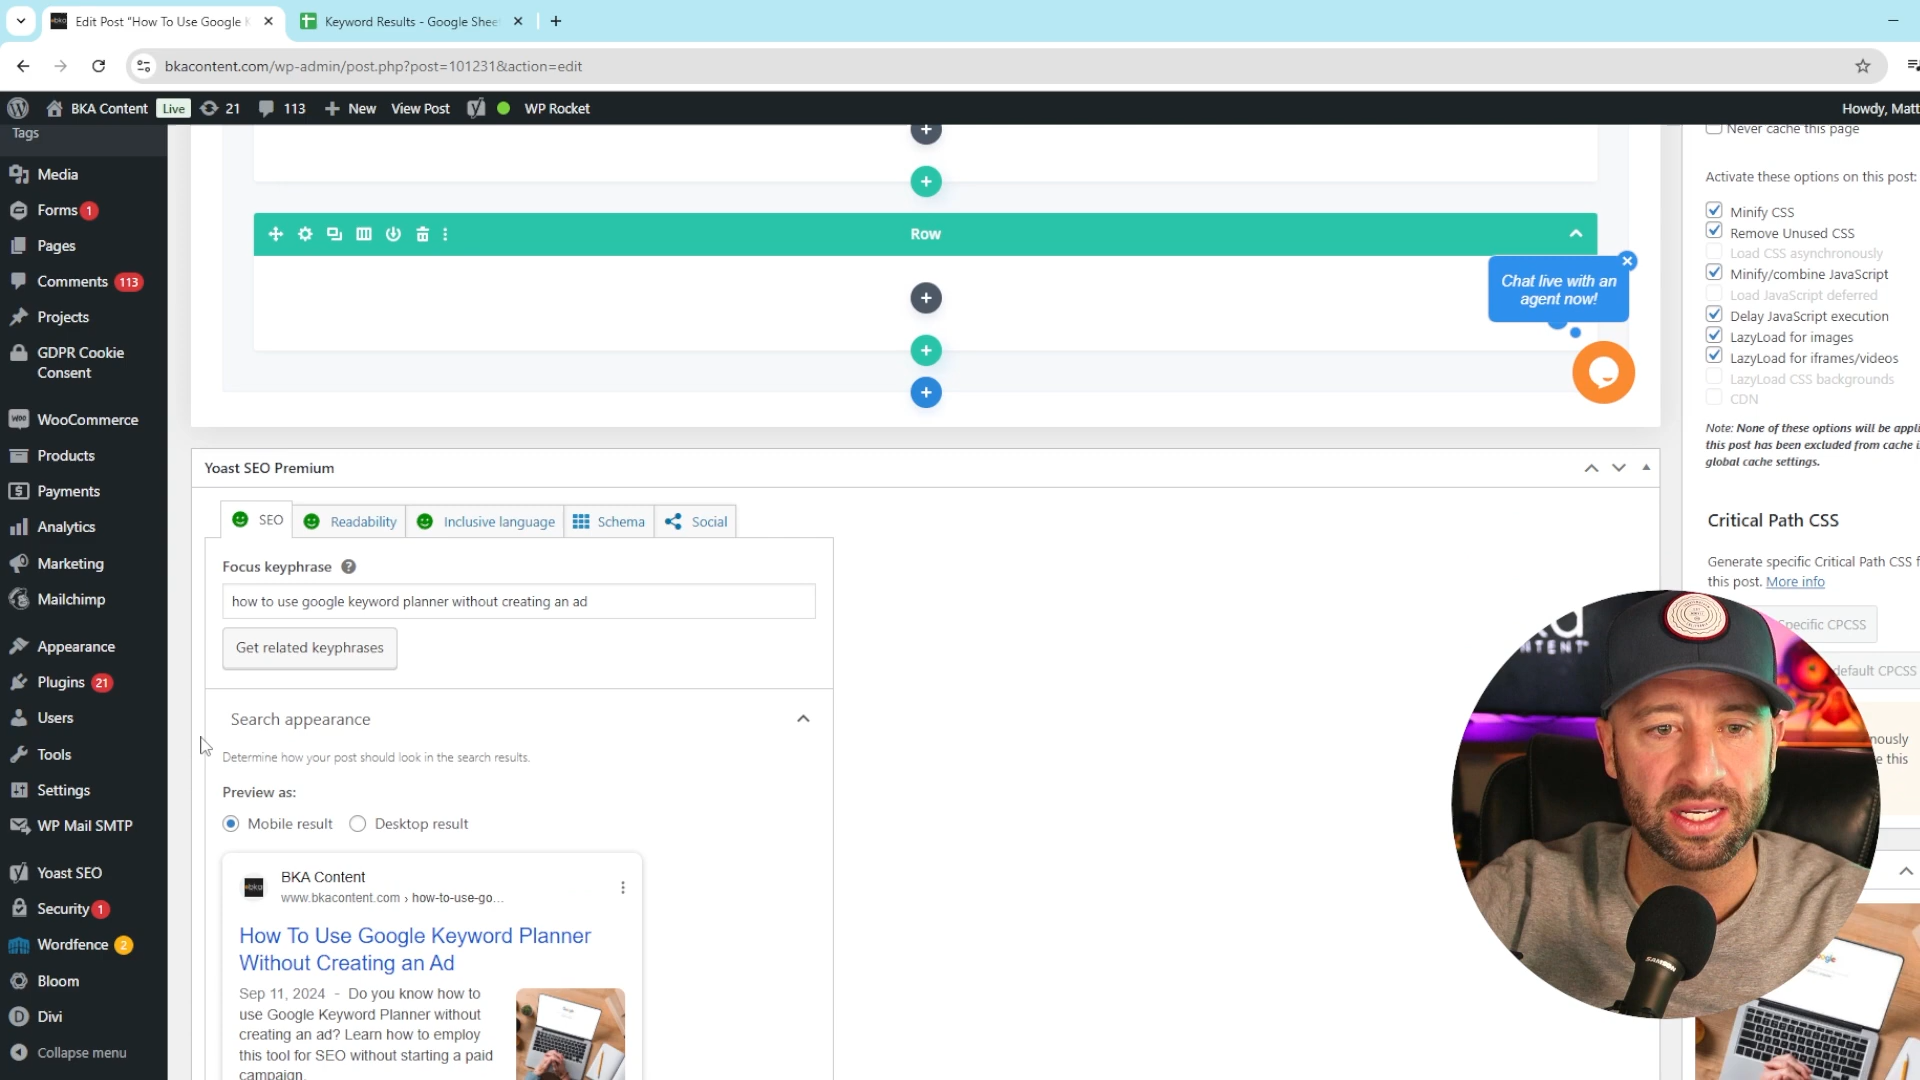 Edit Post “How To Use Google K
Keyword Results - Google Shee
bkacontent.com/wp-admin/post.php?post=101231&action=edit
BKA Content Live 21 113 New View Post WP Rocket
Howdy, Matt
Tags
Media
Forms 1
Pages
Comments 113
Projects
GDPR Cookie
Consent
WooCommerce
Products
Payments
Analytics
Marketing
Mailchimp
Appearance
Plugins 21
Users
Tools
Settings
WP Mail SMTP
Yoast SEO
Security 1
Wordfence 2
Bloom
Divi
Collapse menu
Row
Chat live with an
agent now!
Yoast SEO Premium
SEO Readability Inclusive language Schema Social
Focus keyphrase
how to use google keyword planner without creating an ad
Get related keyphrases
Search appearance
Determine how your post should look in the search results.
Preview as:
Mobile result Desktop result
bka
BKA Content
www.bkacontent.com › how-to-use-go...
How To Use Google Keyword Planner
Without Creating an Ad
Sep 11, 2024 - Do you know how to
use Google Keyword Planner without
creating an ad? Learn how to employ
this tool for SEO without starting a paid
campaign.
Never cache this page
Activate these options on this post:
Minify CSS
Remove Unused CSS
Load CSS asynchronously
Minify/combine JavaScript
Load JavaScript deferred
Delay JavaScript execution
LazyLoad for images
LazyLoad for iframes/videos
LazyLoad CSS backgrounds
CDN
Note: None of these options will be appli
this post has been excluded from cache i
global cache settings.
Critical Path CSS
Generate specific Critical Path CSS f
this post. More info
Specific CPCSS
default CPCSS
nously
e this
SAMSON